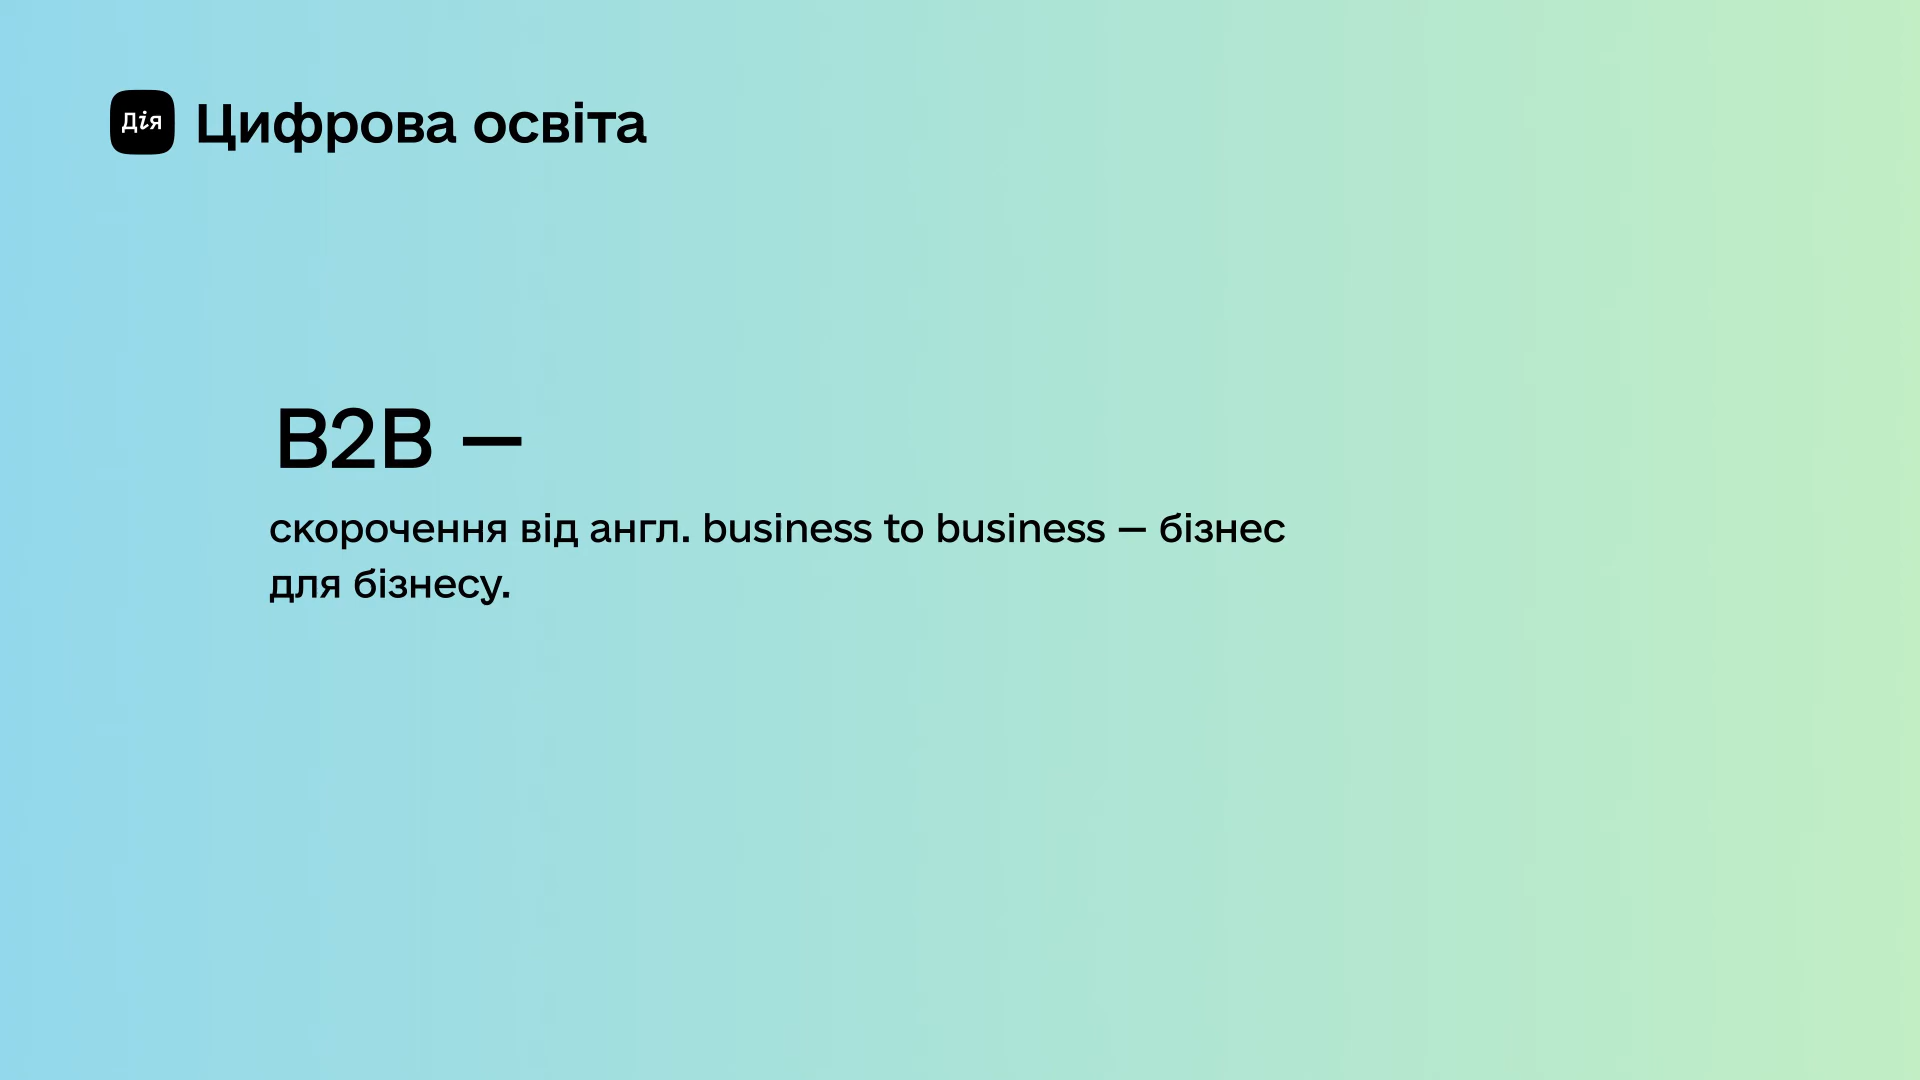 Дія Цифрова освіта
B2B —
скорочення від англ. business to business — бізнес
для бізнесу.